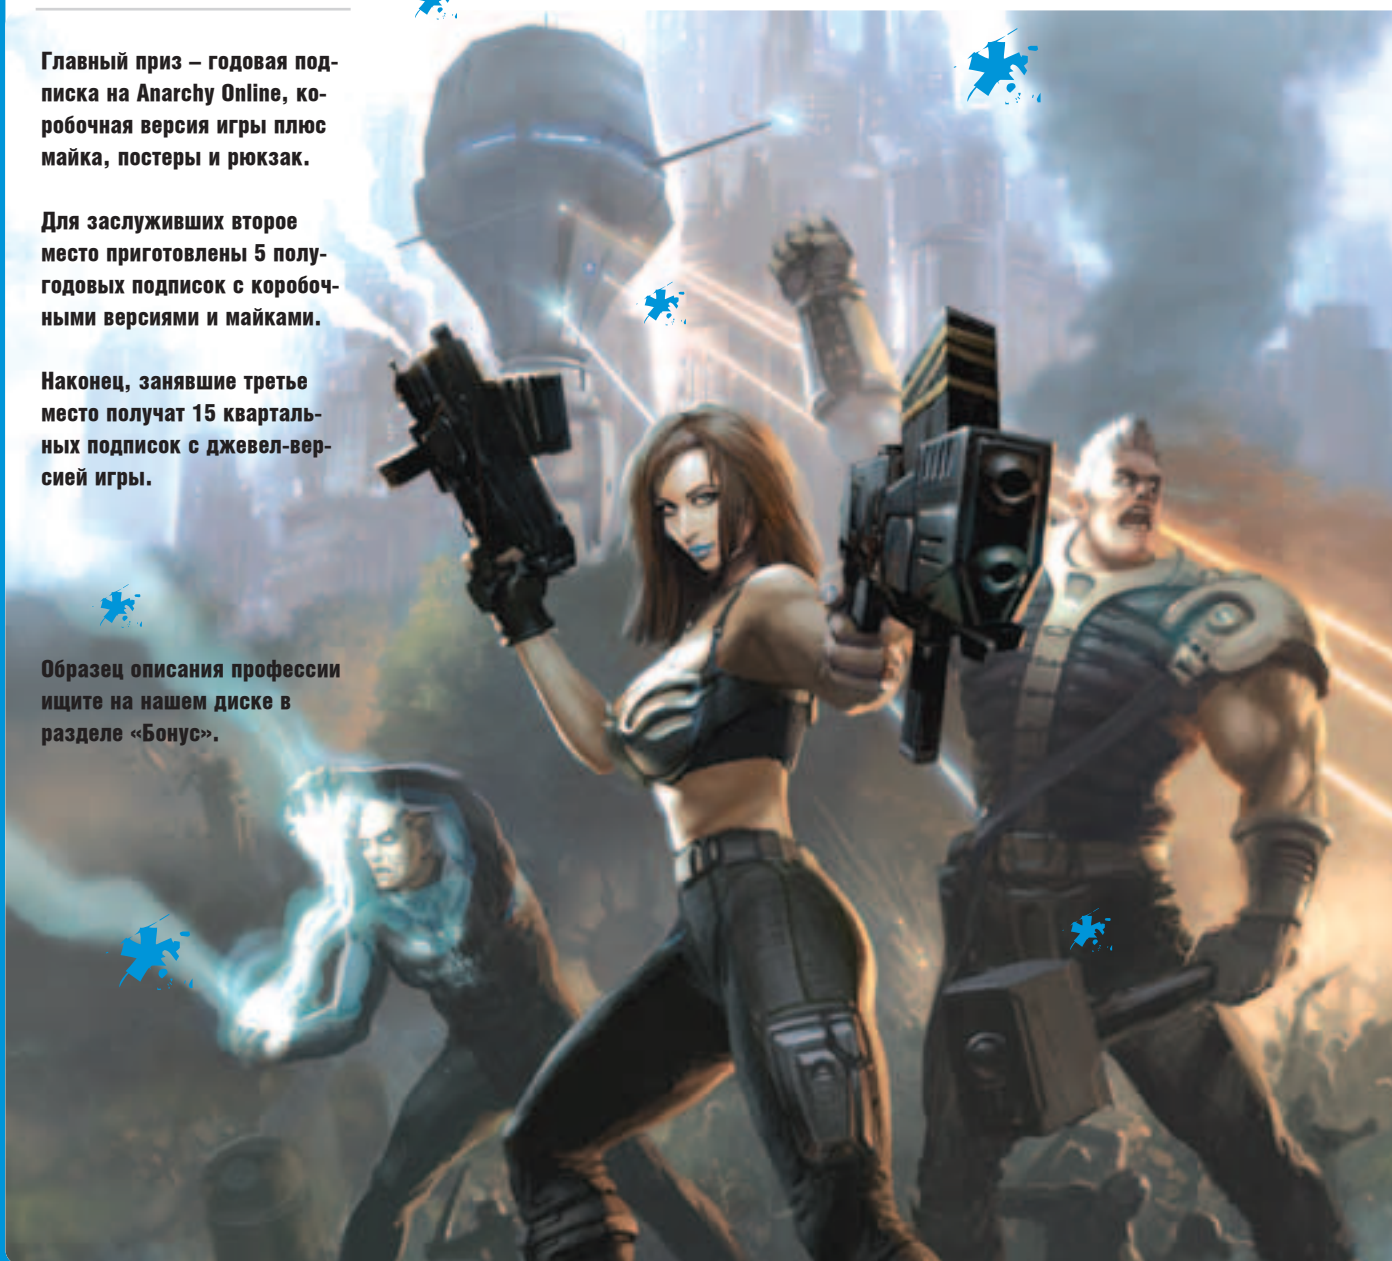 Главный приз – годовая под-
писка на Anarchy Online, ко-
робочная версия игры плюс
майка, постеры и рюкзак.
Для заслуживших второе
место приготовлены 5 полу-
годовых подписок с коробоч-
ными версиями и майками.
Наконец, занявшие третье
место получат 15 кварталь-
ных подписок с джевел-вер-
сией игры.
Образец описания профессии
ищите на нашем диске в
разделе «Бонус».